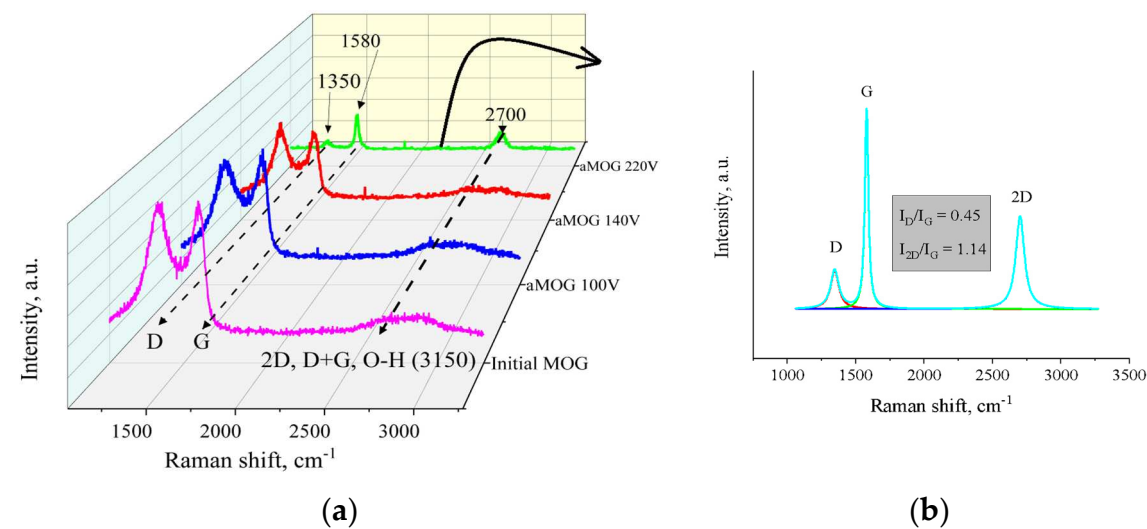 1580
1350
2700
aMOG 220V
aMOG 140V
aMOG 100V
Initial MOG
D G 2D, D+G, O-H (3150)
Intensity, a.u.
1500 2000 2500 3000
Raman shift, cm-1
(a)
G
D
2D
ID/IG = 0.45
I2D/IG = 1.14
Intensity, a.u.
1000 1500 2000 2500 3000 3500
Raman shift, cm-1
(b)